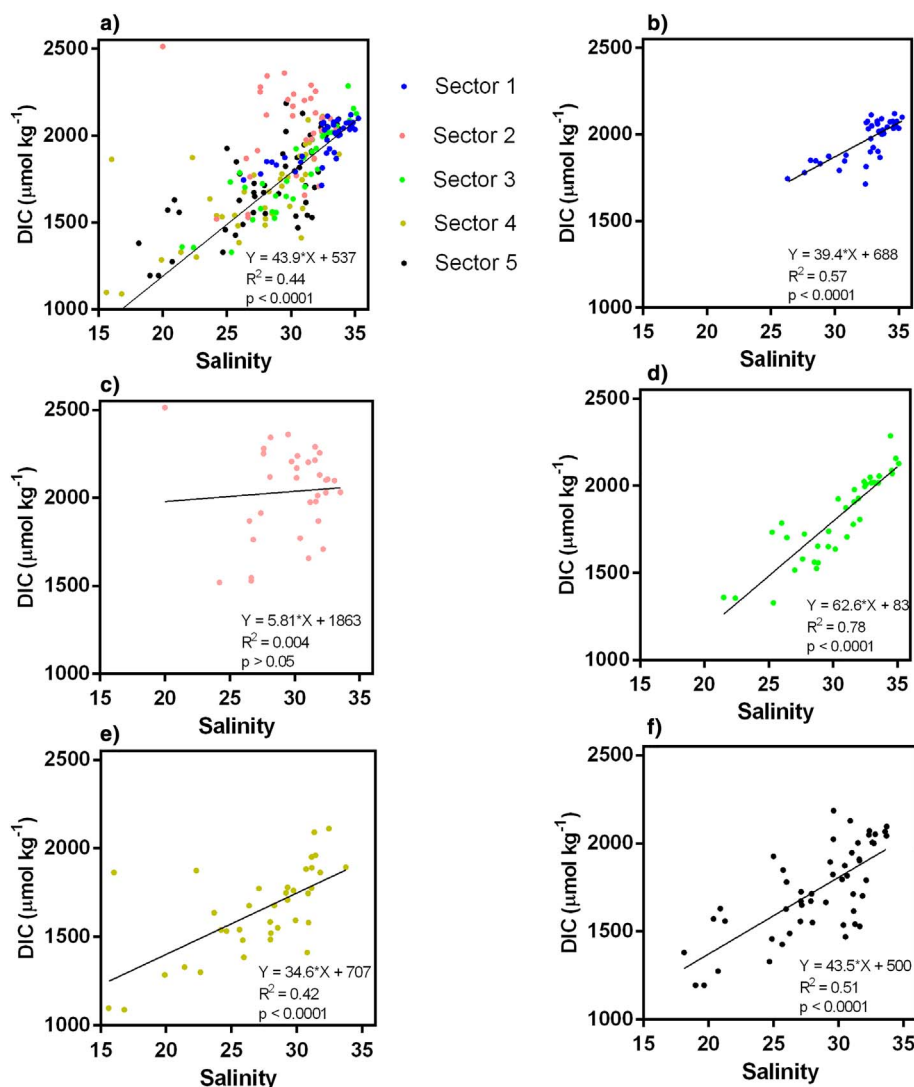 a)
2500
2000
1500
1000
DIC (μmol kg⁻¹)
15 20 25 30 35
Salinity
Y = 43.9*X + 537
R² = 0.44
p < 0.0001
Sector 1
Sector 2
Sector 3
Sector 4
Sector 5
b)
2500
2000
1500
1000
DIC (μmol kg⁻¹)
15 20 25 30 35
Salinity
Y = 39.4*X + 688
R² = 0.57
p < 0.0001
c)
2500
2000
1500
1000
DIC (μmol kg⁻¹)
15 20 25 30 35
Salinity
Y = 5.81*X + 1863
R² = 0.004
p > 0.05
d)
2500
2000
1500
1000
DIC (μmol kg⁻¹)
15 20 25 30 35
Salinity
Y = 62.6*X + 83
R² = 0.78
p < 0.0001
e)
2500
2000
1500
1000
DIC (μmol kg⁻¹)
15 20 25 30 35
Salinity
Y = 34.6*X + 707
R² = 0.42
p < 0.0001
f)
2500
2000
1500
1000
DIC (μmol kg⁻¹)
15 20 25 30 35
Salinity
Y = 43.5*X + 500
R² = 0.51
p < 0.0001